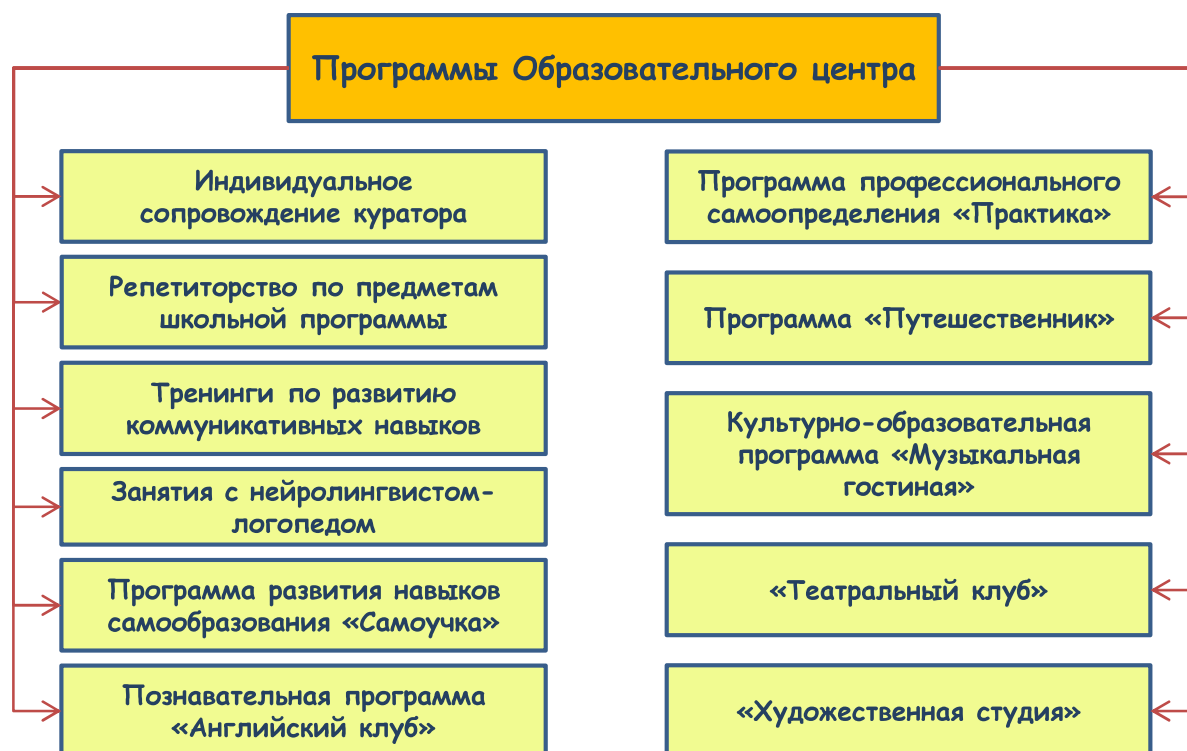 Программы Образовательного центра
Индивидуальное
сопровождение куратора
Репетиторство по предметам
школьной программы
Тренинги по развитию
коммуникативных навыков
Занятия с нейролингвистом-
логопедом
Программа развития навыков
самообразования «Самоучка»
Познавательная программа
«Английский клуб»
Программа профессионального
самоопределения «Практика»
Программа «Путешественник»
Культурно-образовательная
программа «Музыкальная
гостиная»
«Театральный клуб»
«Художественная студия»